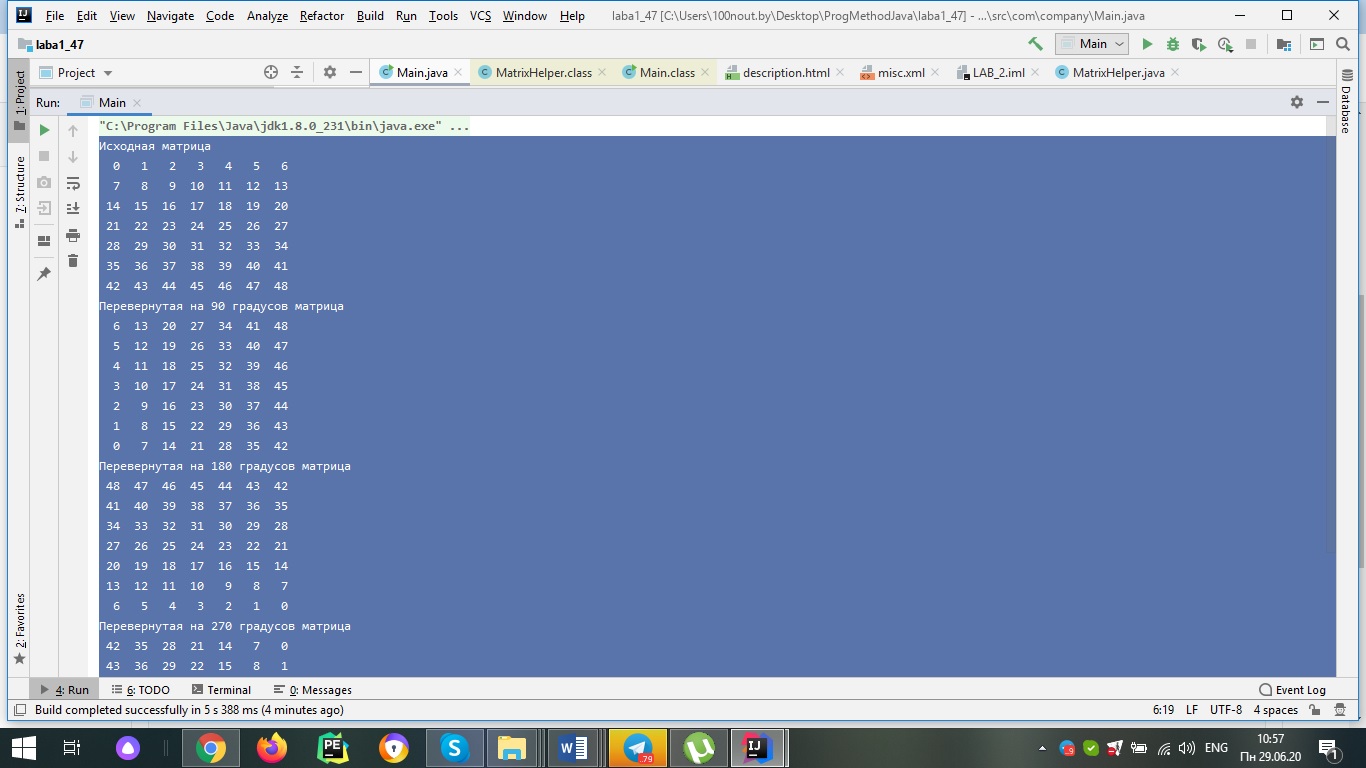 File Edit View Navigate Code Analyze Refactor Build Run Tools VCS Window Help laba1_47 [C:\Users\100nout.by\Desktop\ProgMethodJava\laba1_47] - ...\src\com\company\Main.java
laba1_47 Main
Project Main.java MatrixHelper.class Main.class description.html misc.xml LAB_2.iml MatrixHelper.java
Run: Main
1: Project
7: Structure
2: Favorites
Database
"C:\Program Files\Java\jdk1.8.0_231\bin\java.exe" ...
Исходная матрица
0 1 2 3 4 5 6
7 8 9 10 11 12 13
14 15 16 17 18 19 20
21 22 23 24 25 26 27
28 29 30 31 32 33 34
35 36 37 38 39 40 41
42 43 44 45 46 47 48
Перевернутая на 90 градусов матрица
6 13 20 27 34 41 48
5 12 19 26 33 40 47
4 11 18 25 32 39 46
3 10 17 24 31 38 45
2 9 16 23 30 37 44
1 8 15 22 29 36 43
0 7 14 21 28 35 42
Перевернутая на 180 градусов матрица
48 47 46 45 44 43 42
41 40 39 38 37 36 35
34 33 32 31 30 29 28
27 26 25 24 23 22 21
20 19 18 17 16 15 14
13 12 11 10 9 8 7
6 5 4 3 2 1 0
Перевернутая на 270 градусов матрица
42 35 28 21 14 7 0
43 36 29 22 15 8 1
4: Run 6: TODO Terminal 0: Messages Event Log
Build completed successfully in 5 s 388 ms (4 minutes ago) 6:19 LF UTF-8 4 spaces
ENG
10:57
Пн 29.06.20